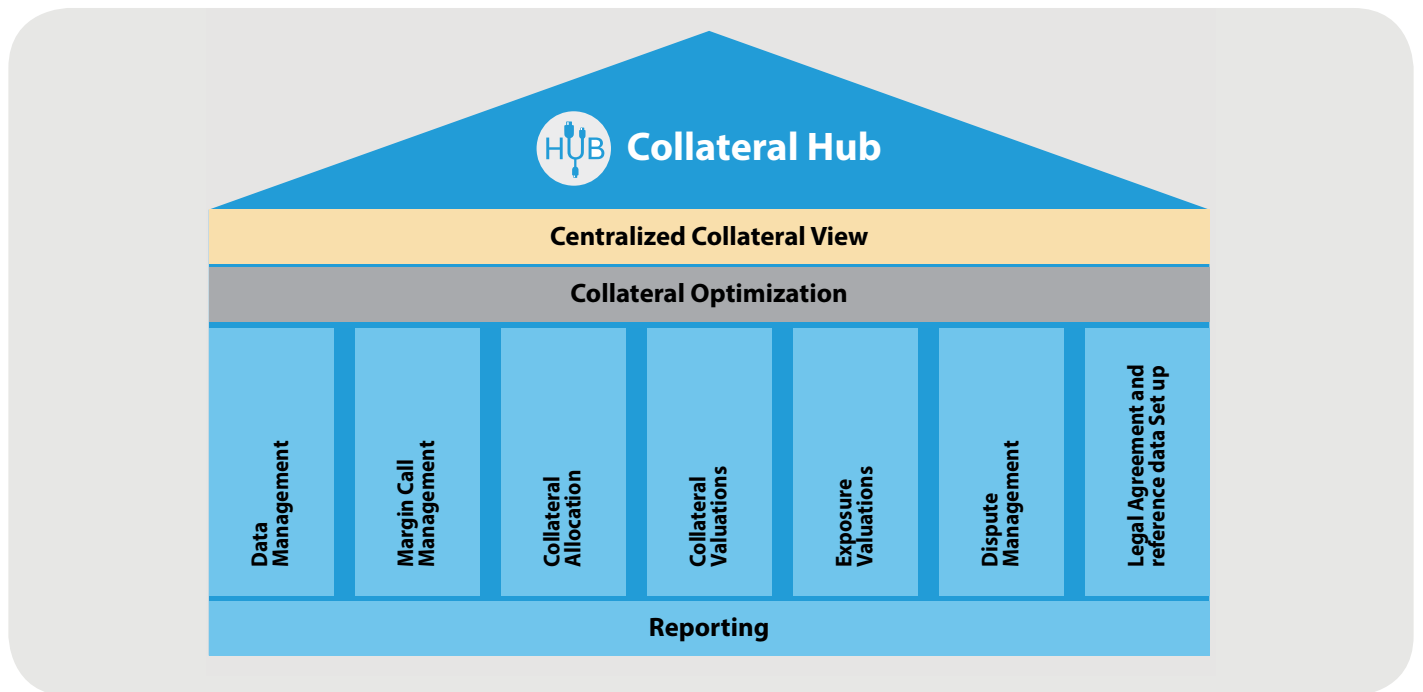 HUB
Collateral Hub
Centralized Collateral View
Collateral Optimization
Data
Management
Margin Call
Management
Collateral
Allocation
Collateral
Valuations
Exposure
Valuations
Dispute
Management
Legal Agreement and
reference data Set up
Reporting